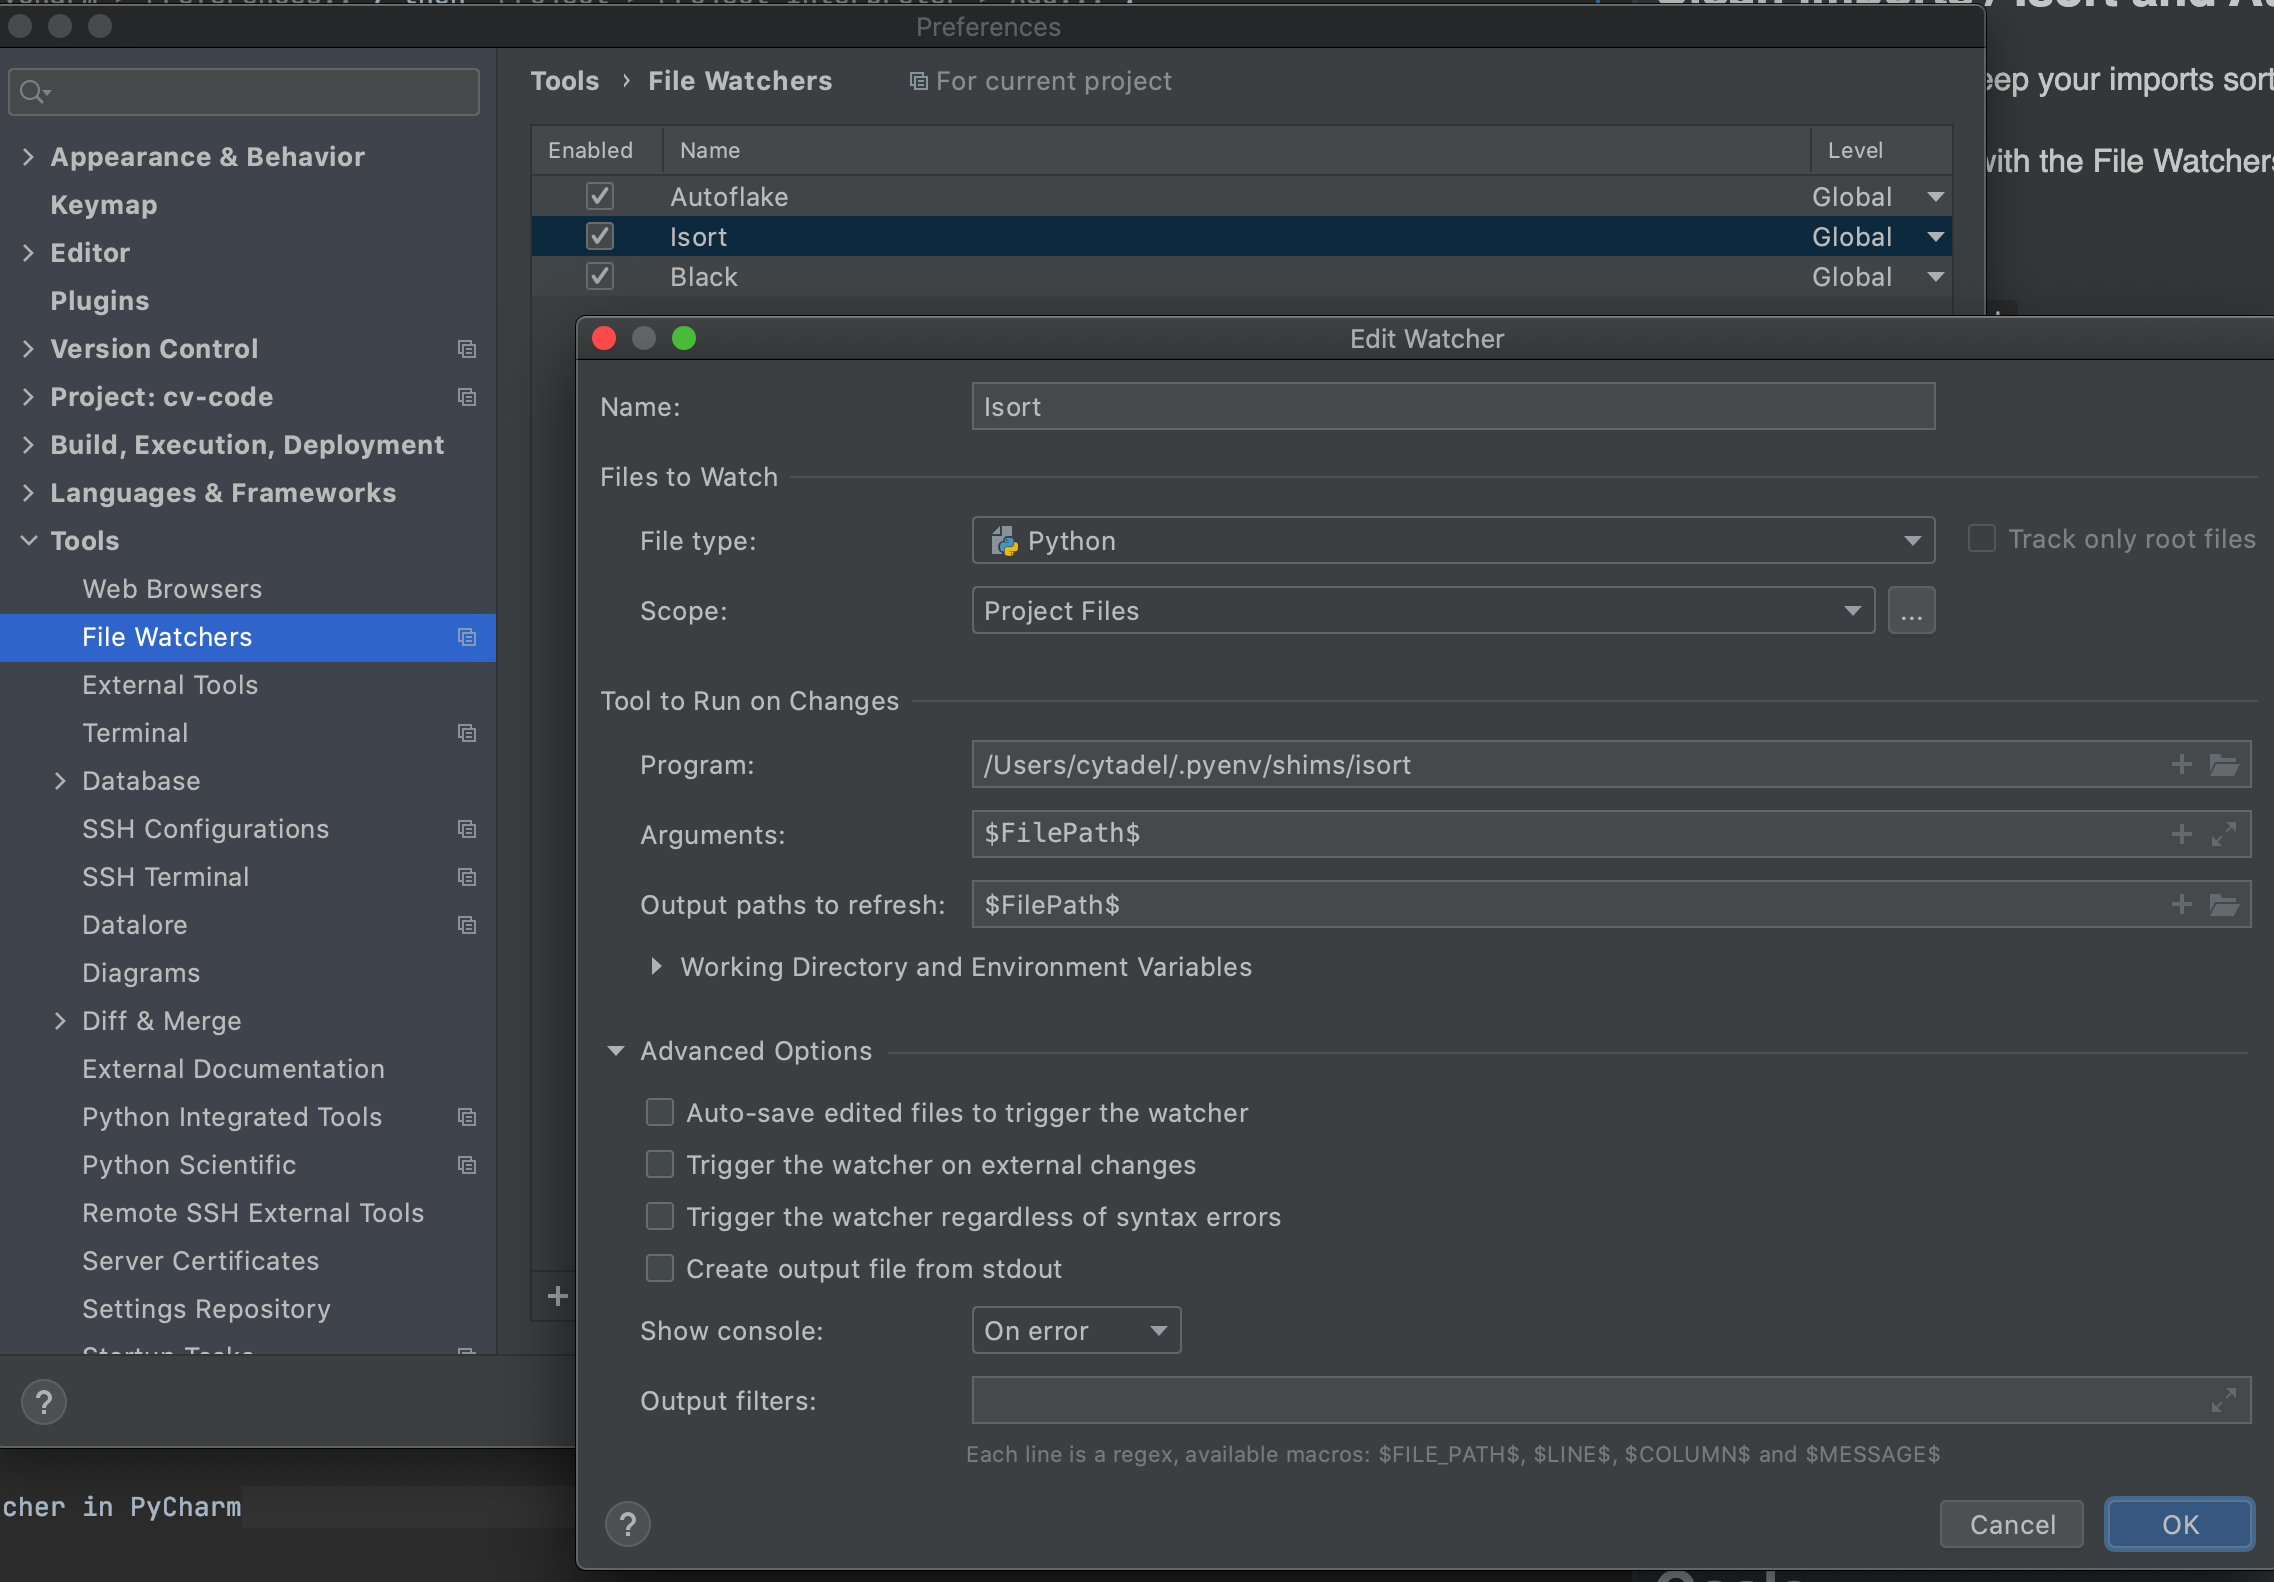 Preferences
Tools › File Watchers For current project
eep your imports sort
Enabled Name Level
with the File Watchers
Appearance & Behavior
Autoflake Global
Keymap
Isort Global
Editor
Black Global
Plugins
Version Control
Project: cv-code
Build, Execution, Deployment
Languages & Frameworks
Tools
Web Browsers
File Watchers
External Tools
Terminal
Database
SSH Configurations
SSH Terminal
Datalore
Diagrams
Diff & Merge
External Documentation
Python Integrated Tools
Python Scientific
Remote SSH External Tools
Server Certificates
Settings Repository
Startup Tasks
?
+
cher in PyCharm
Edit Watcher
Name: Isort
Files to Watch
File type: Python Track only root files
Scope: Project Files ...
Tool to Run on Changes
Program: /Users/cytadel/.pyenv/shims/isort
Arguments: $FilePath$
Output paths to refresh: $FilePath$
Working Directory and Environment Variables
Advanced Options
Auto-save edited files to trigger the watcher
Trigger the watcher on external changes
Trigger the watcher regardless of syntax errors
Create output file from stdout
Show console: On error
Output filters:
Each line is a regex, available macros: $FILE_PATH$, $LINE$, $COLUMN$ and $MESSAGE$
? Cancel OK